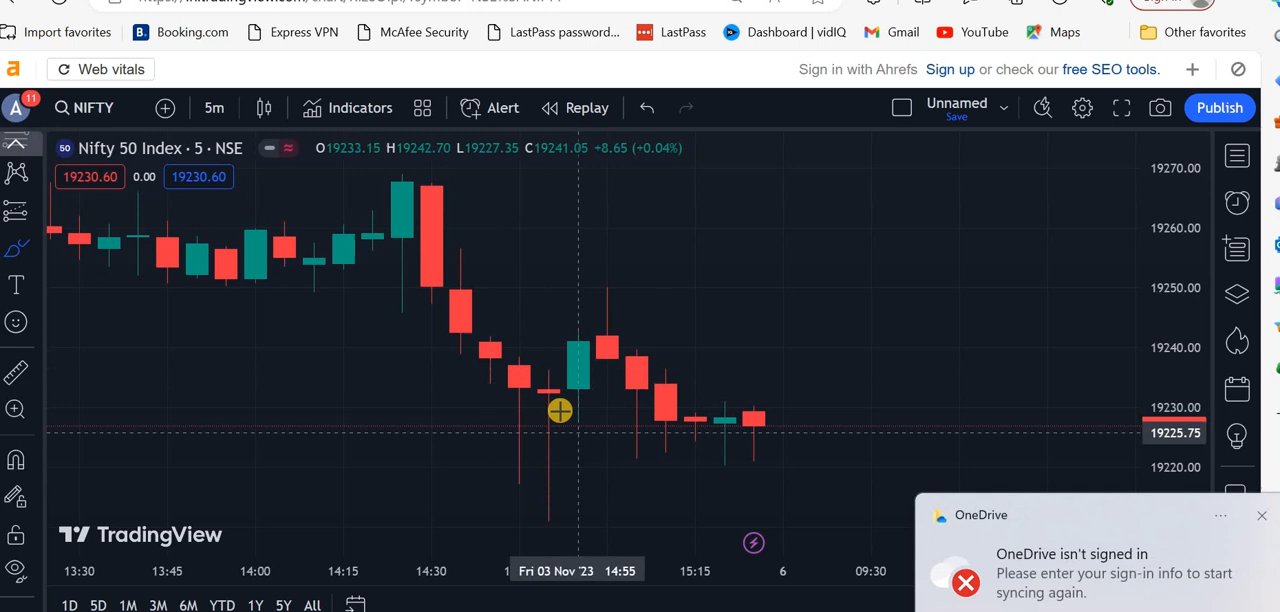 Import favorites
B. Booking.com
Express VPN
McAfee Security
LastPass password...
LastPass
Dashboard | vidIQ
Gmail
YouTube
Maps
Other favorites
a
Web vitals
Sign in with Ahrefs Sign up or check our free SEO tools.
A 11
NIFTY
5m
Indicators
Alert
Replay
Unnamed
Save
Publish
50 Nifty 50 Index · 5 · NSE
O19233.15 H19242.70 L19227.35 C19241.05 +8.65 (+0.04%)
19230.60 0.00 19230.60
19270.00
19260.00
19250.00
19240.00
19230.00
19225.75
19220.00
T
TradingView
13:30 13:45 14:00 14:15 14:30 Fri 03 Nov '23 14:55 15:15 6 09:30
1D 5D 1M 3M 6M YTD 1Y 5Y All
OneDrive
OneDrive isn't signed in
Please enter your sign-in info to start
syncing again.